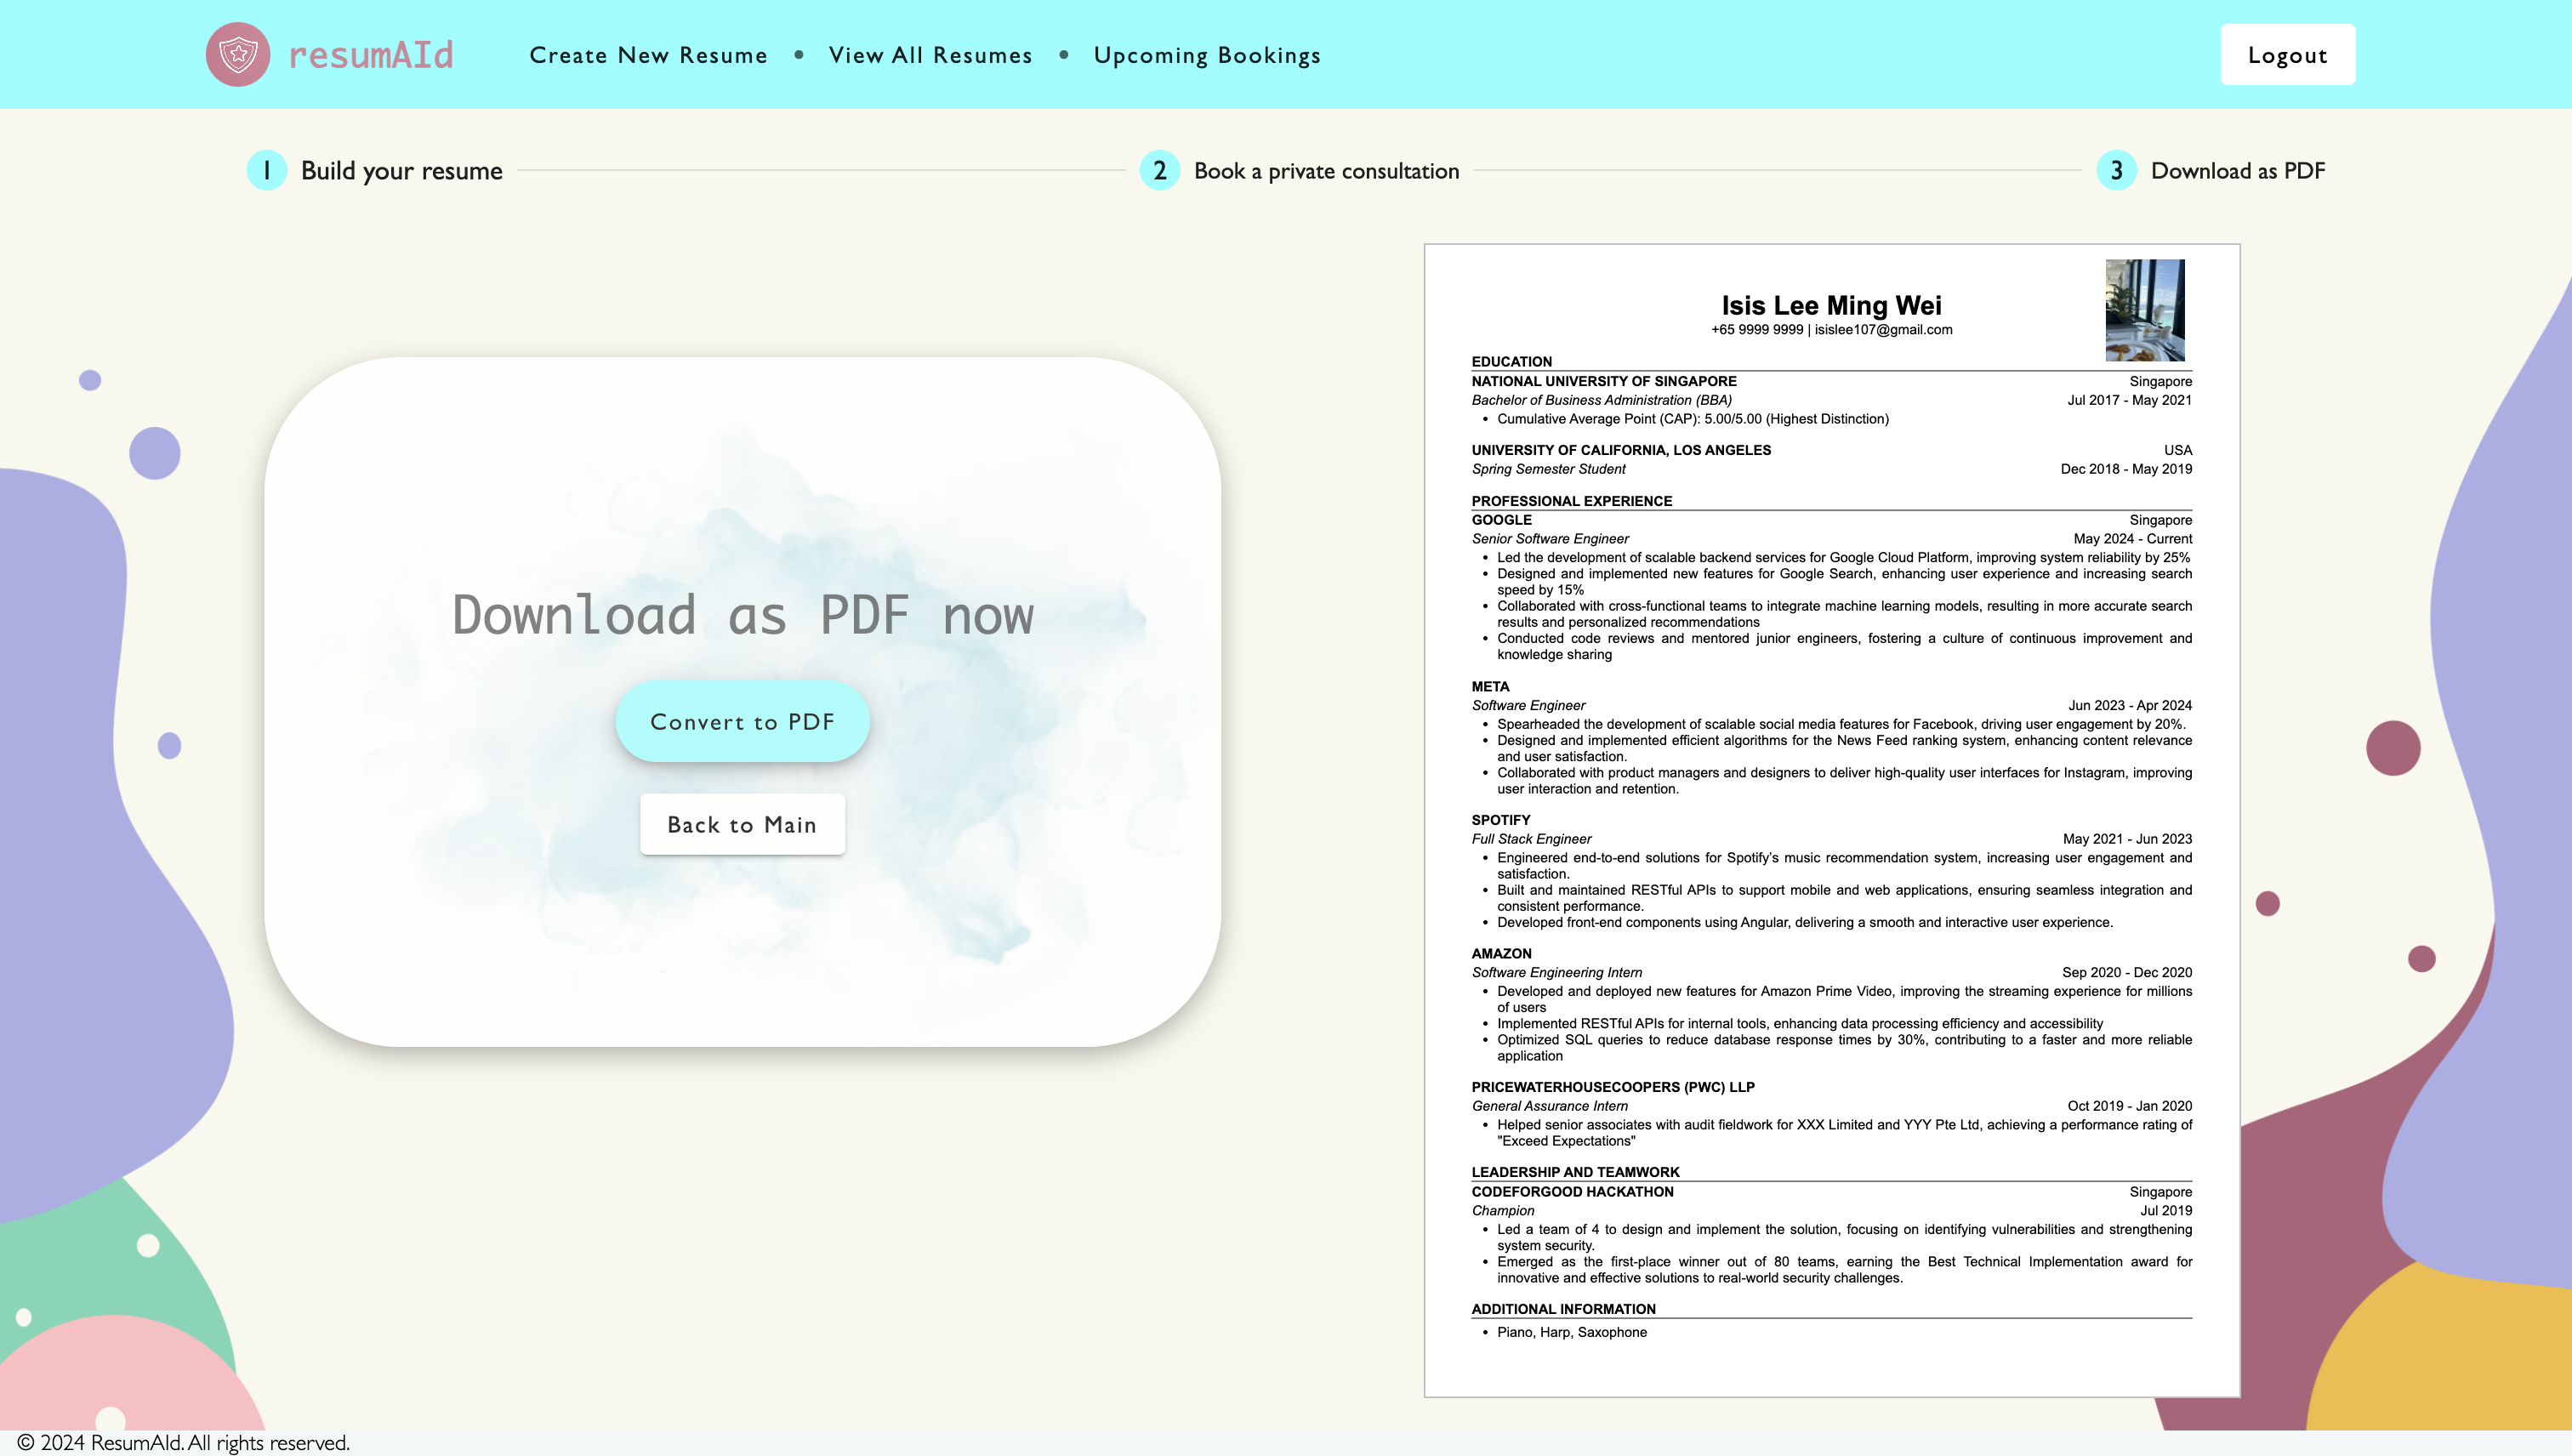 resumAId
Create New Resume • View All Resumes • Upcoming Bookings
Logout
1 Build your resume
2 Book a private consultation
3 Download as PDF
Download as PDF now
Convert to PDF
Back to Main
Isis Lee Ming Wei
+65 9999 9999 | isislee107@gmail.com
EDUCATION
NATIONAL UNIVERSITY OF SINGAPORE Singapore
Bachelor of Business Administration (BBA) Jul 2017 - May 2021
• Cumulative Average Point (CAP): 5.00/5.00 (Highest Distinction)
UNIVERSITY OF CALIFORNIA, LOS ANGELES USA
Spring Semester Student Dec 2018 - May 2019
PROFESSIONAL EXPERIENCE
GOOGLE Singapore
Senior Software Engineer May 2024 - Current
• Led the development of scalable backend services for Google Cloud Platform, improving system reliability by 25%
• Designed and implemented new features for Google Search, enhancing user experience and increasing search
speed by 15%
• Collaborated with cross-functional teams to integrate machine learning models, resulting in more accurate search
results and personalized recommendations
• Conducted code reviews and mentored junior engineers, fostering a culture of continuous improvement and
knowledge sharing
META
Software Engineer Jun 2023 - Apr 2024
• Spearheaded the development of scalable social media features for Facebook, driving user engagement by 20%.
• Designed and implemented efficient algorithms for the News Feed ranking system, enhancing content relevance
and user satisfaction.
• Collaborated with product managers and designers to deliver high-quality user interfaces for Instagram, improving
user interaction and retention.
SPOTIFY
Full Stack Engineer May 2021 - Jun 2023
• Engineered end-to-end solutions for Spotify's music recommendation system, increasing user engagement and
satisfaction.
• Built and maintained RESTful APIs to support mobile and web applications, ensuring seamless integration and
consistent performance.
• Developed front-end components using Angular, delivering a smooth and interactive user experience.
AMAZON
Software Engineering Intern Sep 2020 - Dec 2020
• Developed and deployed new features for Amazon Prime Video, improving the streaming experience for millions
of users
• Implemented RESTful APIs for internal tools, enhancing data processing efficiency and accessibility
• Optimized SQL queries to reduce database response times by 30%, contributing to a faster and more reliable
application
PRICEWATERHOUSECOOPERS (PWC) LLP
General Assurance Intern Oct 2019 - Jan 2020
• Helped senior associates with audit fieldwork for XXX Limited and YYY Pte Ltd, achieving a performance rating of
"Exceed Expectations"
LEADERSHIP AND TEAMWORK
CODEFORGOOD HACKATHON Singapore
Champion Jul 2019
• Led a team of 4 to design and implement the solution, focusing on identifying vulnerabilities and strengthening
system security.
• Emerged as the first-place winner out of 80 teams, earning the Best Technical Implementation award for
innovative and effective solutions to real-world security challenges.
ADDITIONAL INFORMATION
• Piano, Harp, Saxophone
© 2024 ResumAId. All rights reserved.